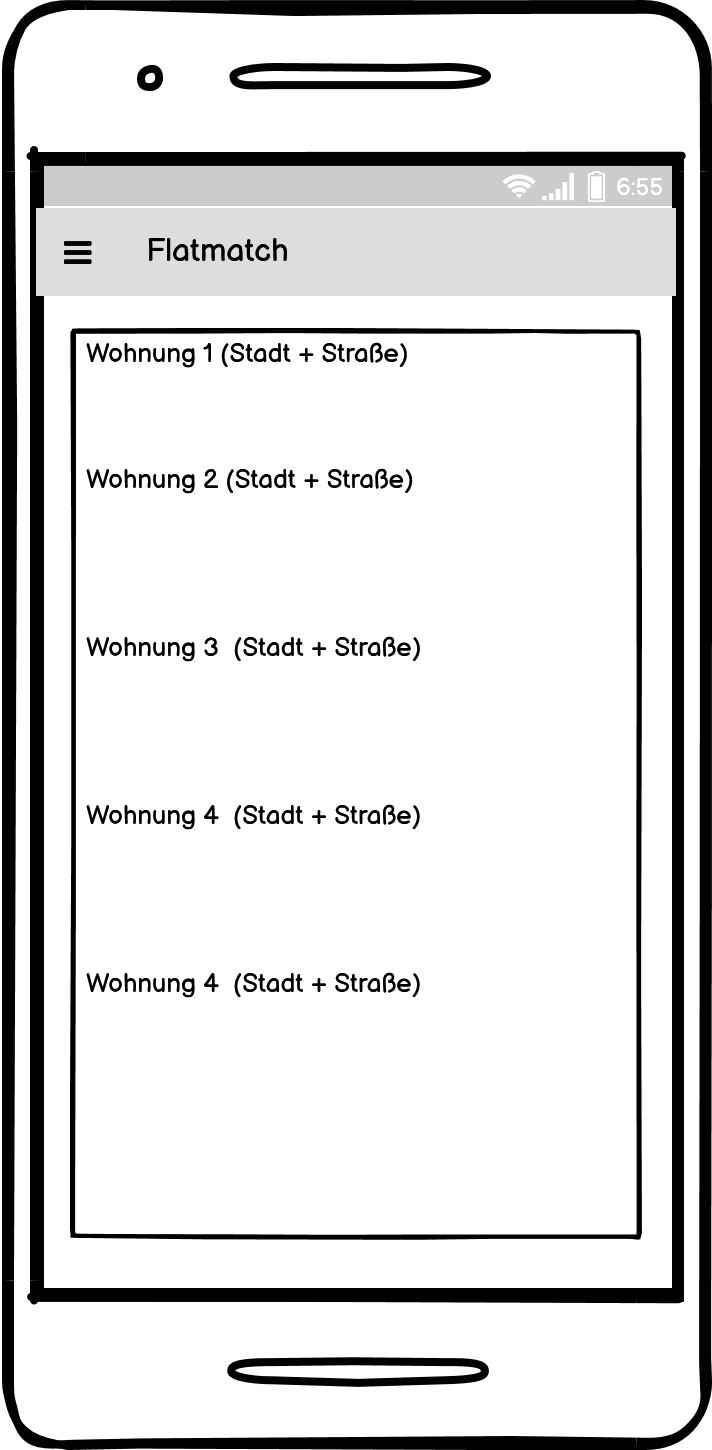 6:55
Flatmatch
Wohnung 1 (Stadt + Straße)
Wohnung 2 (Stadt + Straße)
Wohnung 3  (Stadt + Straße)
Wohnung 4  (Stadt + Straße)
Wohnung 4  (Stadt + Straße)